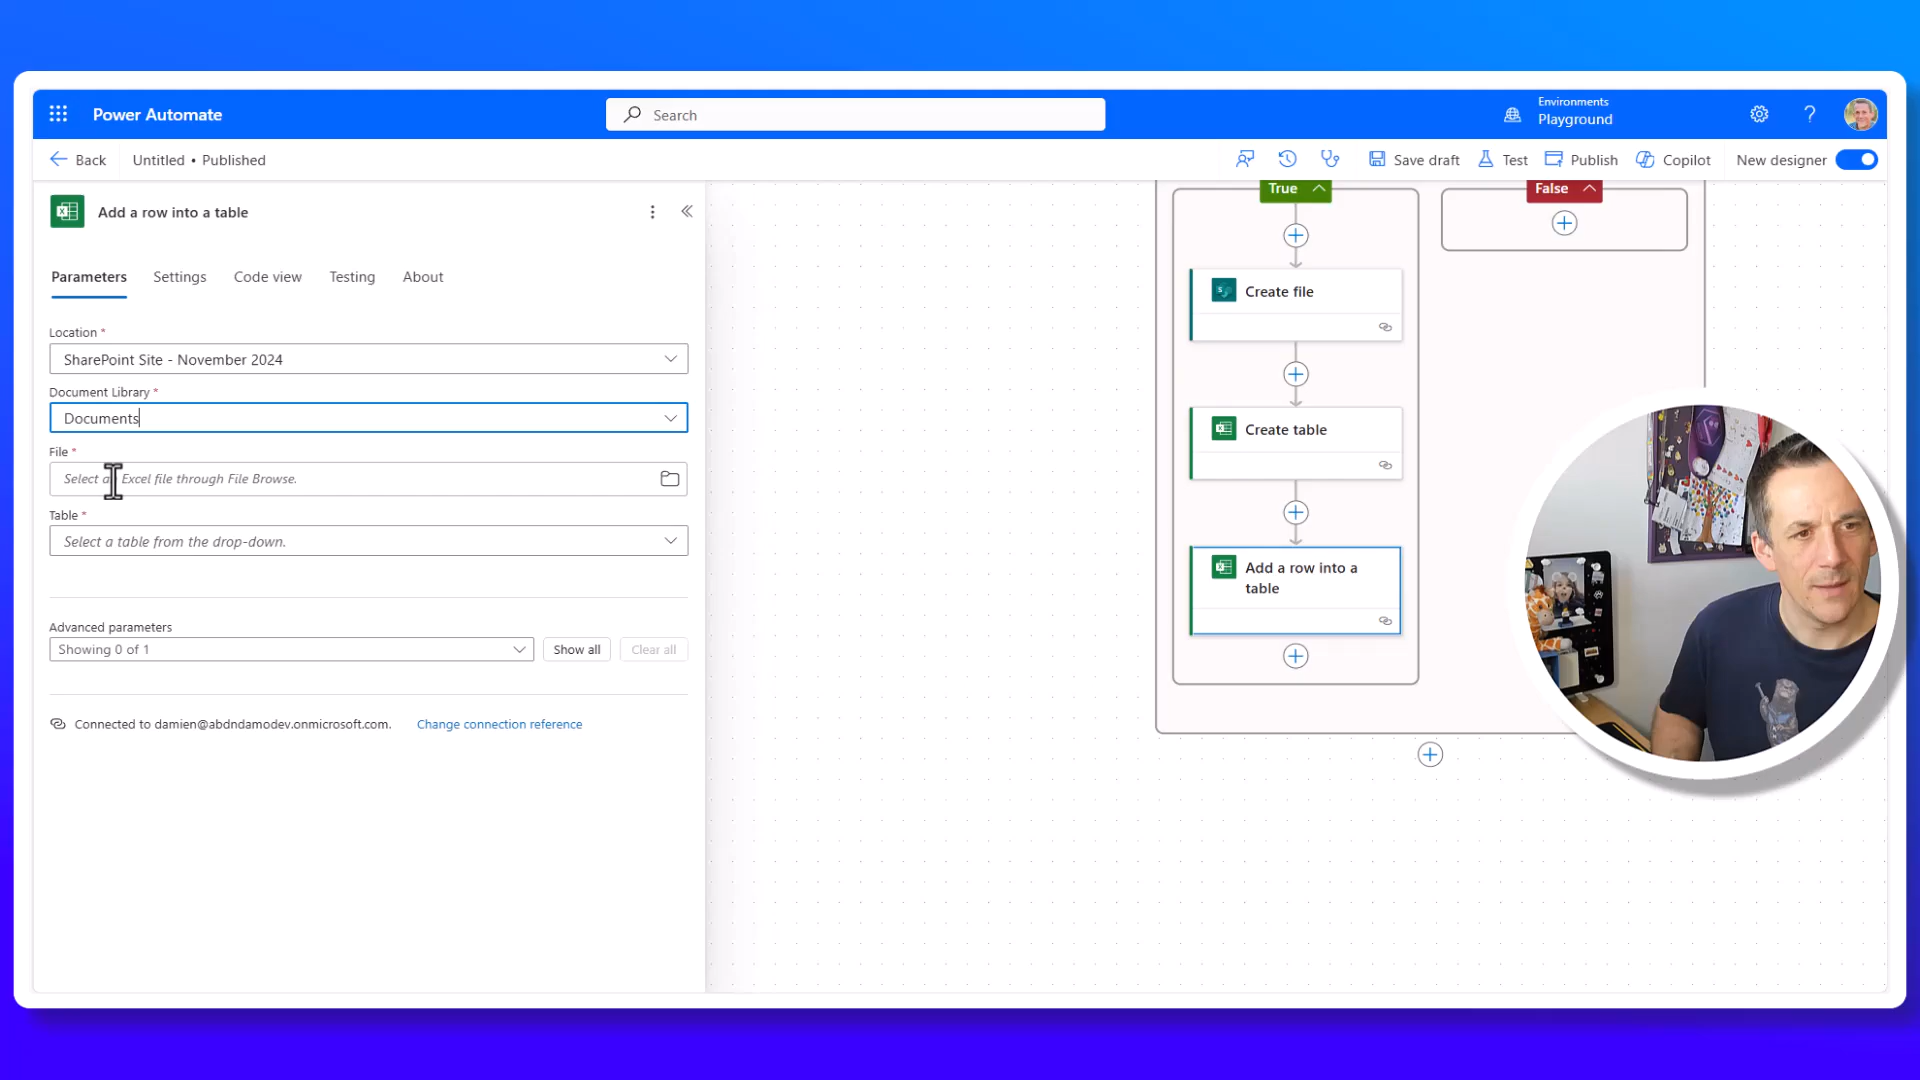 Power Automate
Search
Environments
Playground
?
Back
Untitled • Published
Save draft
Test
Publish
Copilot
New designer
Add a row into a table
Parameters
Settings
Code view
Testing
About
Location *
SharePoint Site - November 2024
Document Library *
Documents
File *
Select an Excel file through File Browse.
Table *
Select a table from the drop-down.
Advanced parameters
Showing 0 of 1
Show all
Clear all
Connected to damien@abdndamodev.onmicrosoft.com.
Change connection reference
True
False
Create file
Create table
Add a row into a
table